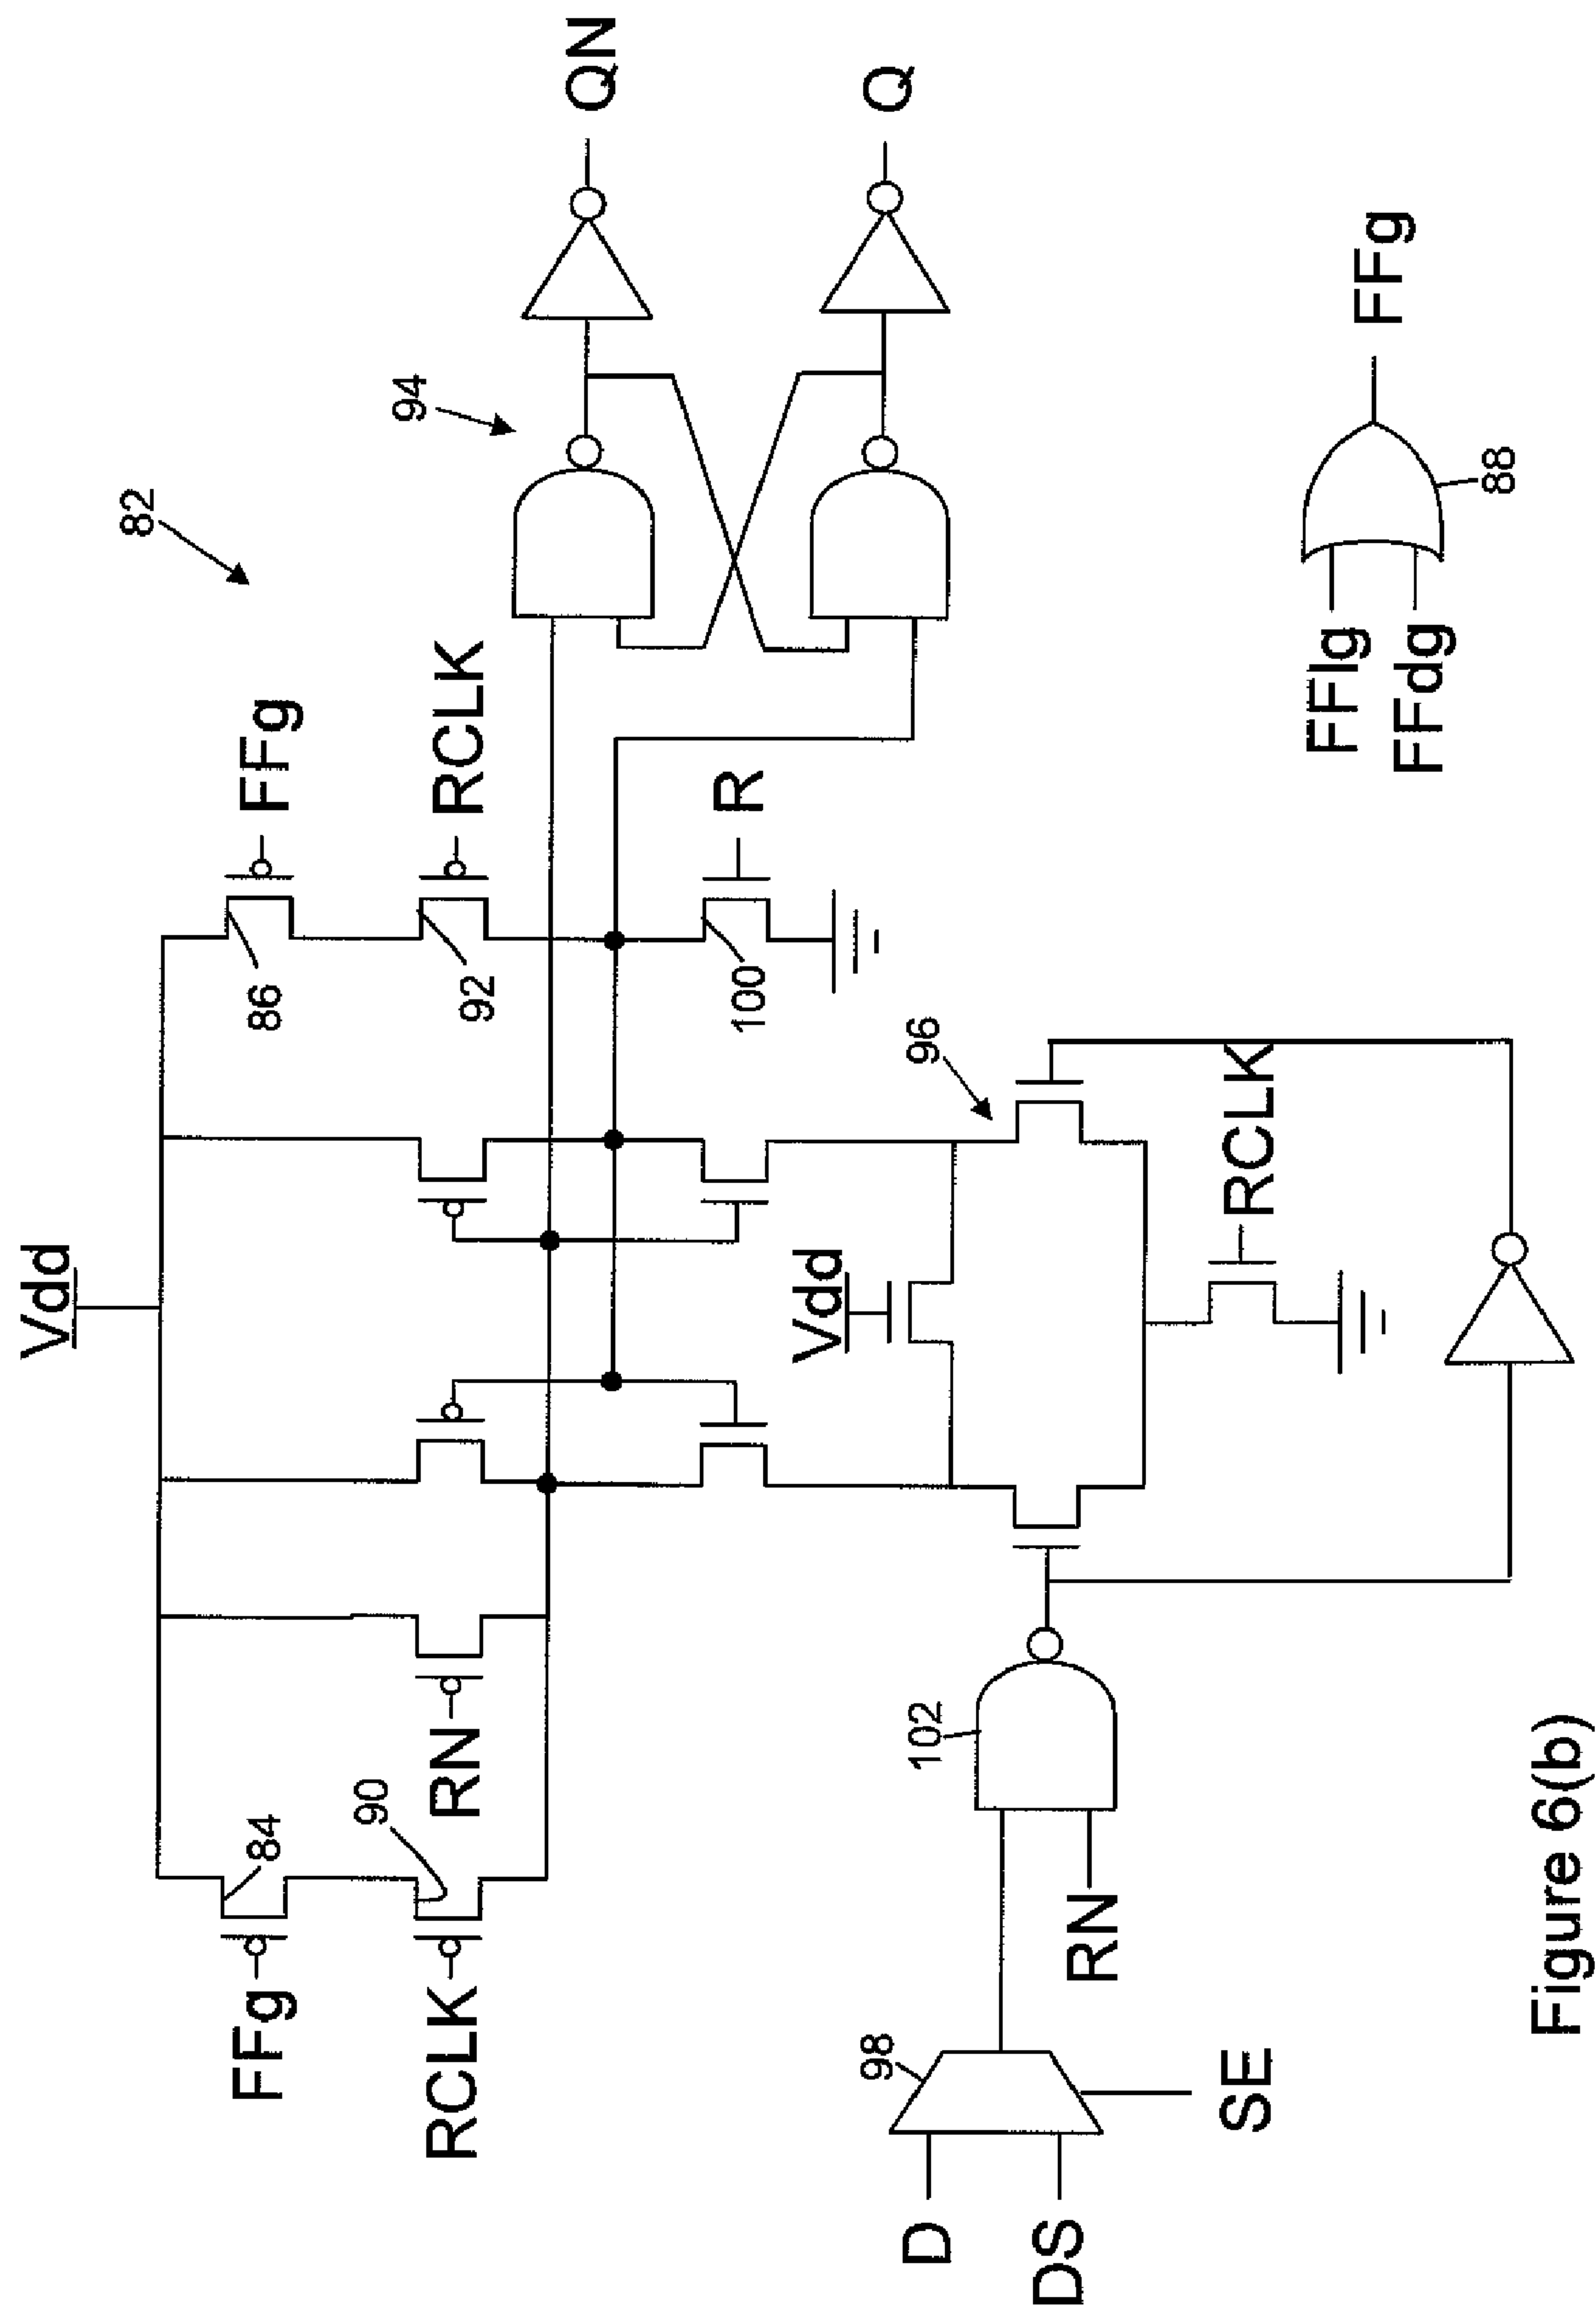 Vdd
82
FFg
84
FFg
86
94
QN
RCLK
90
RN
92
RCLK
R
100
Q
Vdd
96
98
102
D
DS
SE
RN
RCLK
FFlg
FFdg
88
FFg
Figure 6(b)